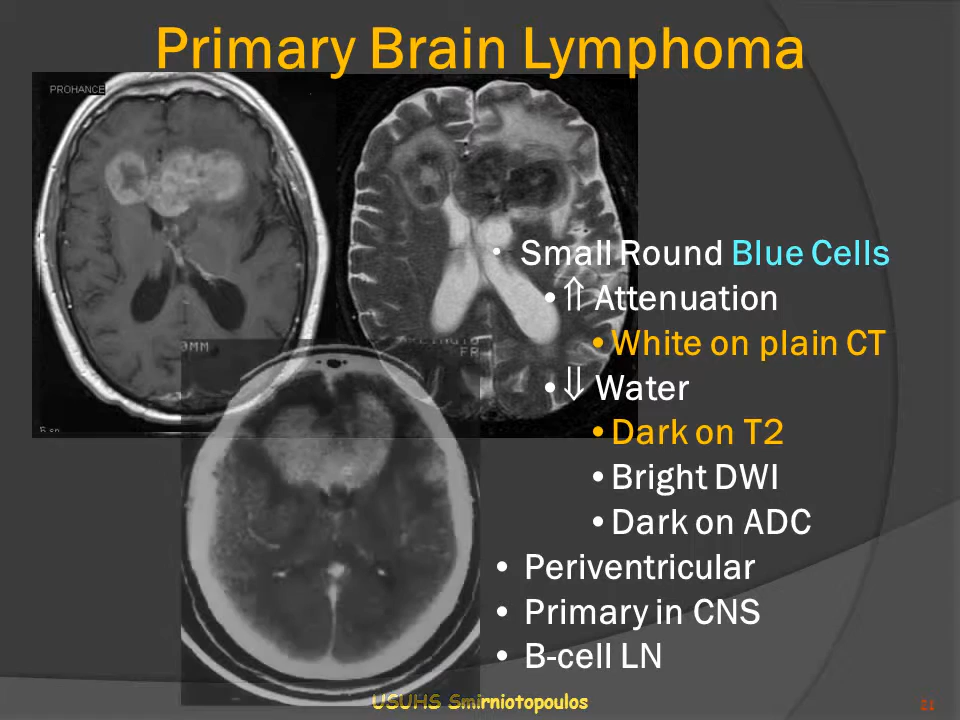 Primary Brain Lymphoma
PROHANCE
• Small Round Blue Cells
•⇑ Attenuation
•White on plain CT
•⇓ Water
•Dark on T2
•Bright DWI
•Dark on ADC
• Periventricular
• Primary in CNS
• B-cell LN
USUHS Smirniotopoulos
21